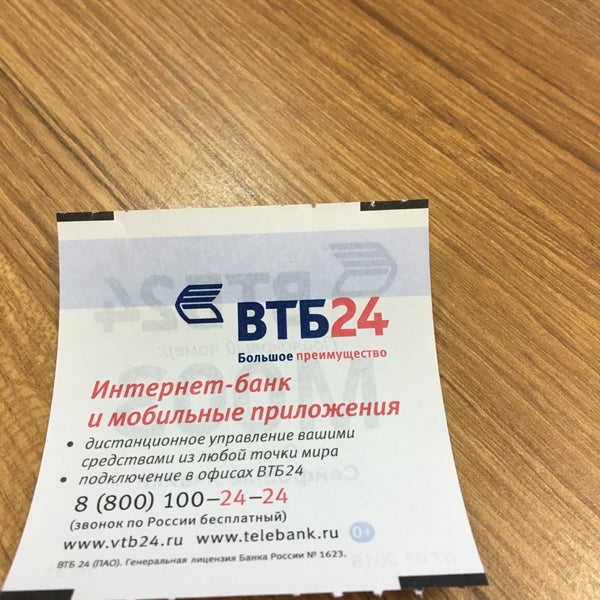 ВТБ24
Большое преимущество
Интернет-банк
и мобильные приложения
• дистанционное управление вашими
средствами из любой точки мира
• подключение в офисах ВТБ24
8 (800) 100–24–24
(звонок по России бесплатный)
www.vtb24.ru www.telebank.ru
0+
ВТБ 24 (ПАО). Генеральная лицензия Банка России № 1623.